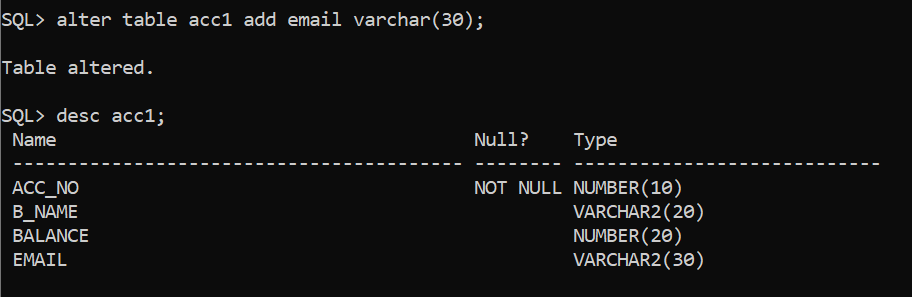 SQL> alter table acc1 add email varchar(30);
Table altered.
SQL> desc acc1;
Name Null? Type
----------------------------------------- -------- ----------------------------
ACC_NO NOT NULL NUMBER(10)
B_NAME VARCHAR2(20)
BALANCE NUMBER(20)
EMAIL VARCHAR2(30)